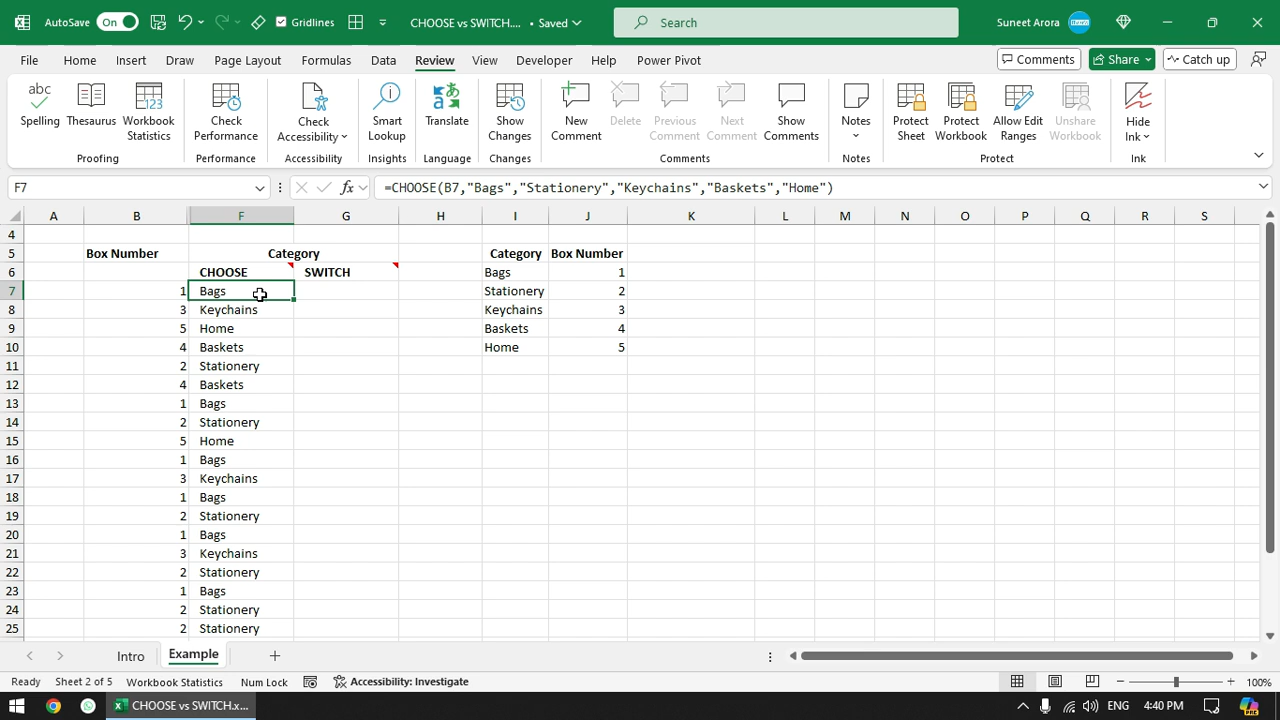 AutoSave On Gridlines CHOOSE vs SWITCH.... • Saved Search Suneet Arora
File Home Insert Draw Page Layout Formulas Data Review View Developer Help Power Pivot Comments Share Catch up
Spelling Thesaurus Workbook Statistics Check Performance Check Accessibility Smart Lookup Translate Show Changes New Comment Delete Previous Comment Next Comment Show Comments Notes Protect Sheet Protect Workbook Allow Edit Ranges Unshare Workbook Hide Ink
Proofing Performance Accessibility Insights Language Changes Comments Notes Protect Ink
F7 fx =CHOOSE(B7,"Bags","Stationery","Keychains","Baskets","Home")
A B F G H I J K L M N O P Q R S
4
5 Box Number Category Category Box Number
6 CHOOSE SWITCH Bags 1
7 1 Bags Stationery 2
8 3 Keychains Keychains 3
9 5 Home Baskets 4
10 4 Baskets Home 5
11 2 Stationery
12 4 Baskets
13 1 Bags
14 2 Stationery
15 5 Home
16 1 Bags
17 3 Keychains
18 1 Bags
19 2 Stationery
20 1 Bags
21 3 Keychains
22 2 Stationery
23 1 Bags
24 2 Stationery
25 2 Stationery
Intro Example
Ready Sheet 2 of 5 Workbook Statistics Num Lock Accessibility: Investigate 100%
CHOOSE vs SWITCH.x... ENG 4:40 PM